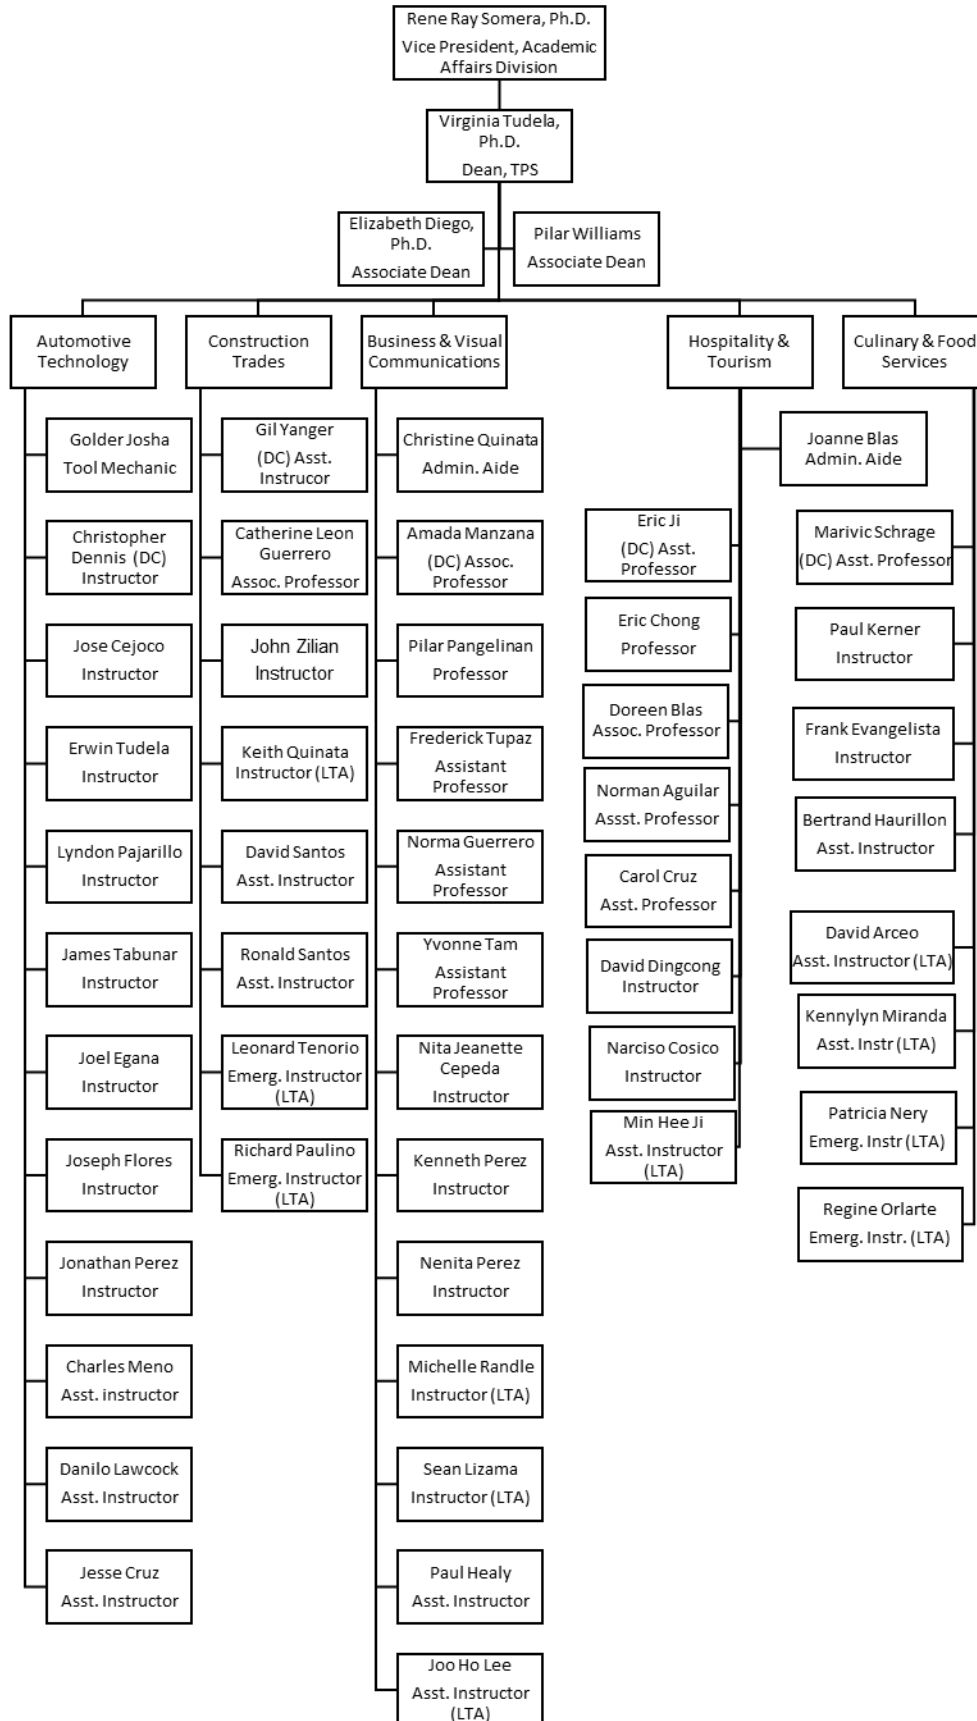 Rene Ray Somera, Ph.D.
Vice President, Academic
Affairs Division
Virginia Tudela,
Ph.D.
Dean, TPS
Elizabeth Diego,
Ph.D.
Associate Dean
Pilar Williams
Associate Dean
Automotive
Technology
Golder Josha
Tool Mechanic
Christopher
Dennis (DC)
Instructor
Jose Cejoco
Instructor
Erwin Tudela
Instructor
Lyndon Pajarillo
Instructor
James Tabunar
Instructor
Joel Egana
Instructor
Joseph Flores
Instructor
Jonathan Perez
Instructor
Charles Meno
Asst. instructor
Danilo Lawcock
Asst. Instructor
Jesse Cruz
Asst. Instructor
Construction
Trades
Gil Yanger
(DC) Asst.
Instrucor
Catherine Leon
Guerrero
Assoc. Professor
John Zilian
Instructor
Keith Quinata
Instructor (LTA)
David Santos
Asst. Instructor
Ronald Santos
Asst. Instructor
Leonard Tenorio
Emerg. Instructor
(LTA)
Richard Paulino
Emerg. Instructor
(LTA)
Business & Visual
Communications
Christine Quinata
Admin. Aide
Amada Manzana
(DC) Assoc.
Professor
Pilar Pangelinan
Professor
Frederick Tupaz
Assistant
Professor
Norma Guerrero
Assistant
Professor
Yvonne Tam
Assistant
Professor
Nita Jeanette
Cepeda
Instructor
Kenneth Perez
Instructor
Nenita Perez
Instructor
Michelle Randle
Instructor (LTA)
Sean Lizama
Instructor (LTA)
Paul Healy
Asst. Instructor
Joo Ho Lee
Asst. Instructor
(LTA)
Hospitality &
Tourism
Joanne Blas
Admin. Aide
Eric Ji
(DC) Asst.
Professor
Eric Chong
Professor
Doreen Blas
Assoc. Professor
Norman Aguilar
Assst. Professor
Carol Cruz
Asst. Professor
David Dingcong
Instructor
Narciso Cosico
Instructor
Min Hee Ji
Asst. Instructor
(LTA)
Culinary & Food
Services
Marivic Schrage
(DC) Asst. Professor
Paul Kerner
Instructor
Frank Evangelista
Instructor
Bertrand Haurillon
Asst. Instructor
David Arceo
Asst. Instructor (LTA)
Kennylyn Miranda
Asst. Instr (LTA)
Patricia Nery
Emerg. Instr (LTA)
Regine Orlarte
Emerg. Instr. (LTA)